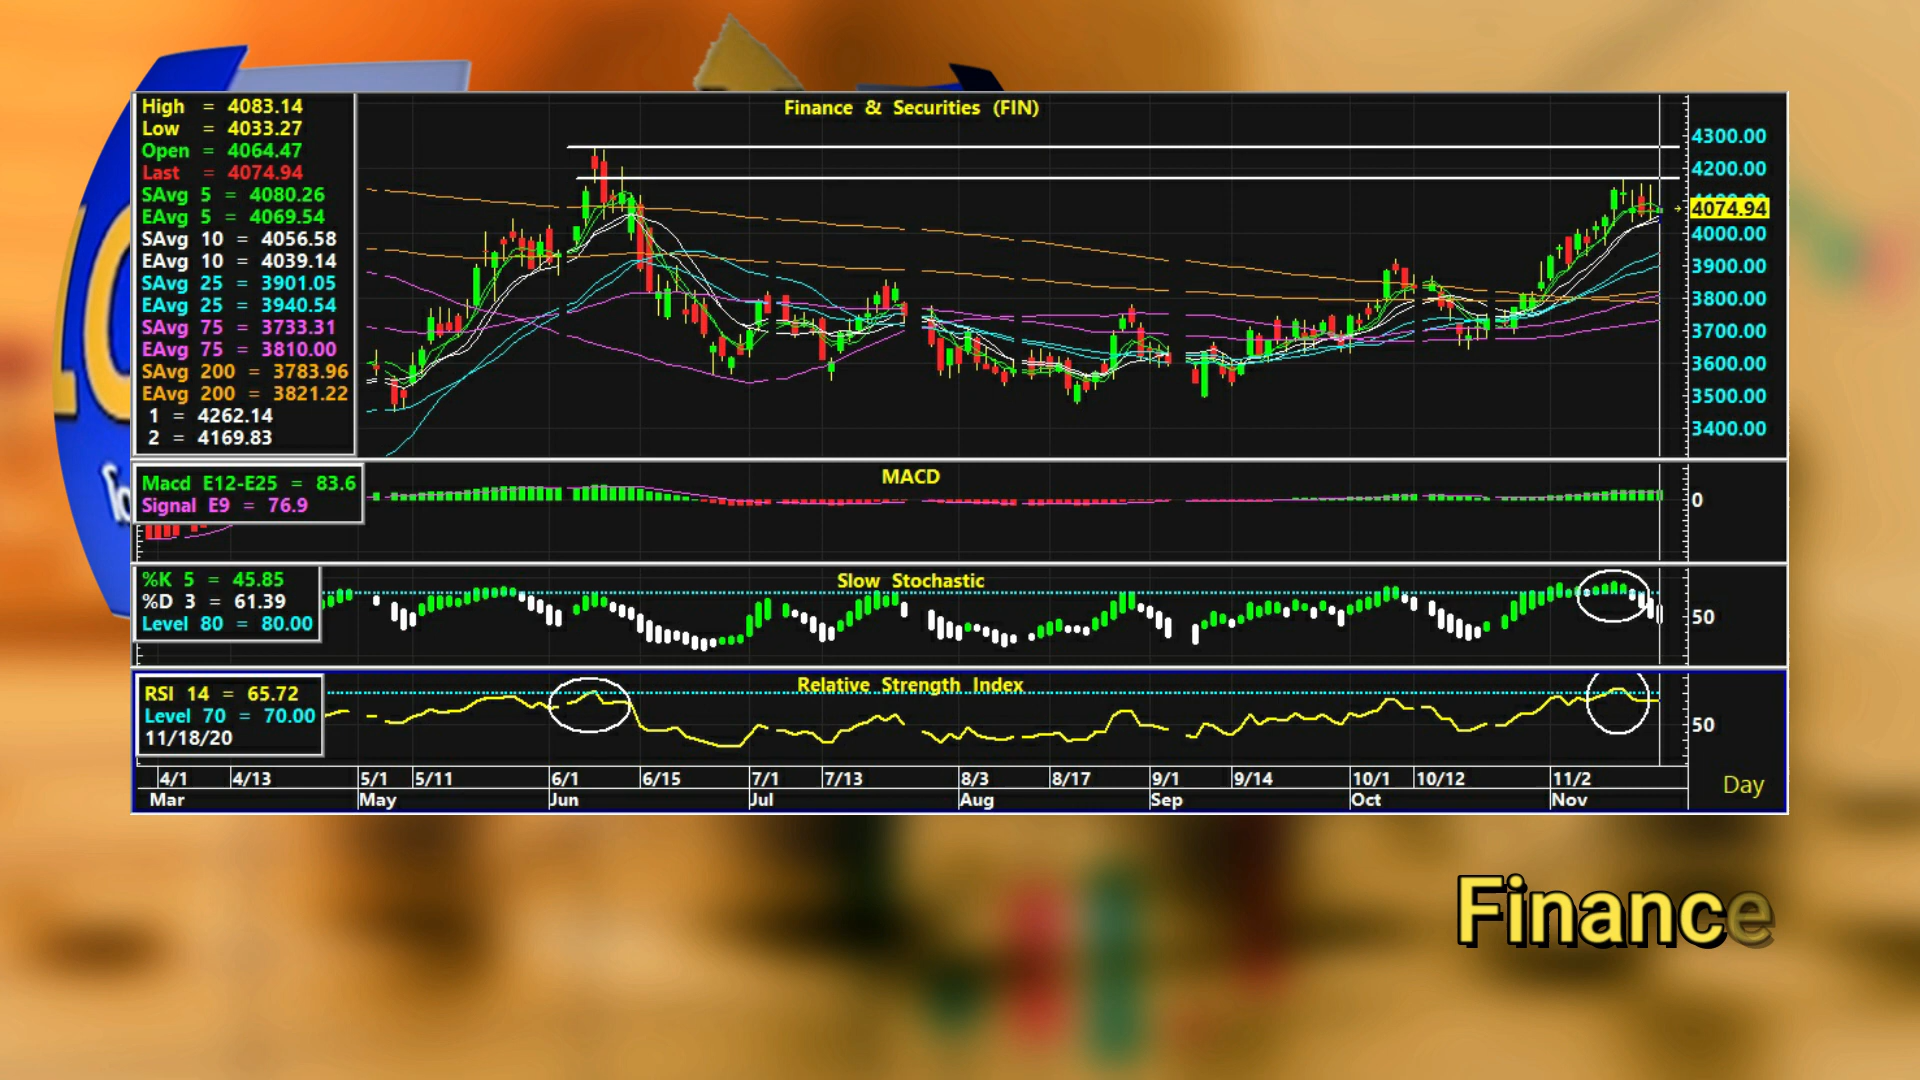 Finance & Securities (FIN)
High = 4083.14
Low = 4033.27
Open = 4064.47
Last = 4074.94
SAvg 5 = 4080.26
EAvg 5 = 4069.54
SAvg 10 = 4056.58
EAvg 10 = 4039.14
SAvg 25 = 3901.05
EAvg 25 = 3940.54
SAvg 75 = 3733.31
EAvg 75 = 3810.00
SAvg 200 = 3783.96
EAvg 200 = 3821.22
1 = 4262.14
2 = 4169.83
4300.00
4200.00
4074.94
4000.00
3900.00
3800.00
3700.00
3600.00
3500.00
3400.00
MACD
Macd E12-E25 = 83.6
Signal E9 = 76.9
0
Slow Stochastic
%K 5 = 45.85
%D 3 = 61.39
Level 80 = 80.00
50
Relative Strength Index
RSI 14 = 65.72
Level 70 = 70.00
11/18/20
50
4/1 4/13 5/1 5/11 6/1 6/15 7/1 7/13 8/3 8/17 9/1 9/14 10/1 10/12 11/2
Mar May Jun Jul Aug Sep Oct Nov
Day
Finance